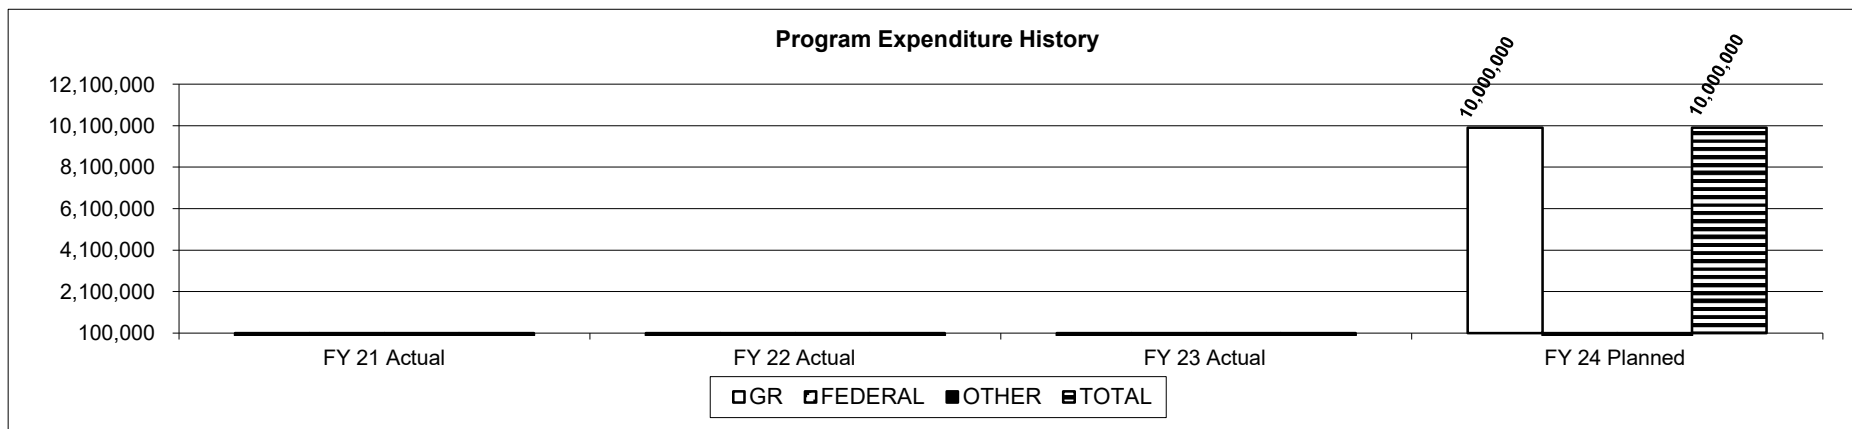 Program Expenditure History
10,000,000
10,000,000
12,100,000
10,100,000
8,100,000
6,100,000
4,100,000
2,100,000
100,000
FY 21 Actual
FY 22 Actual
FY 23 Actual
FY 24 Planned
GR FEDERAL OTHER TOTAL